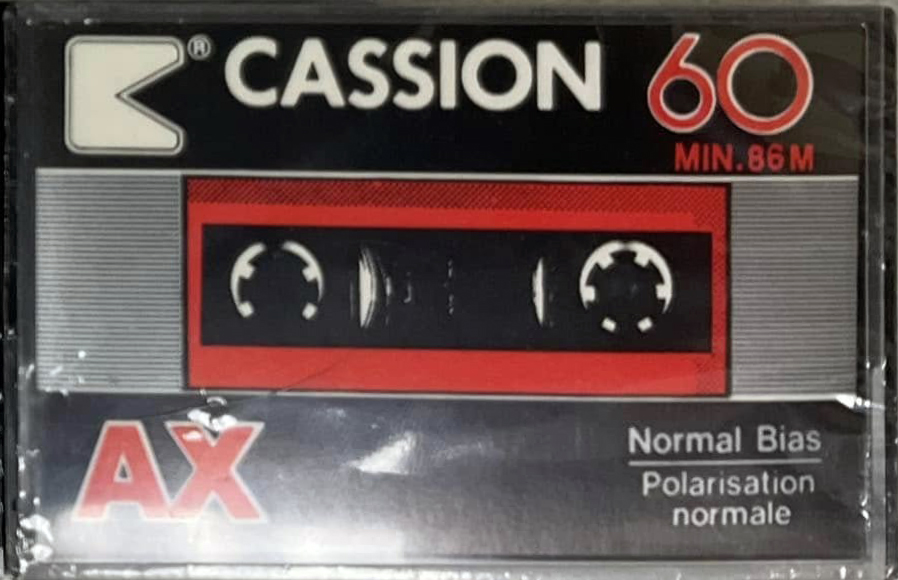 ® CASSION 60
MIN.86M
AX
Normal Bias
Polarisation
normale